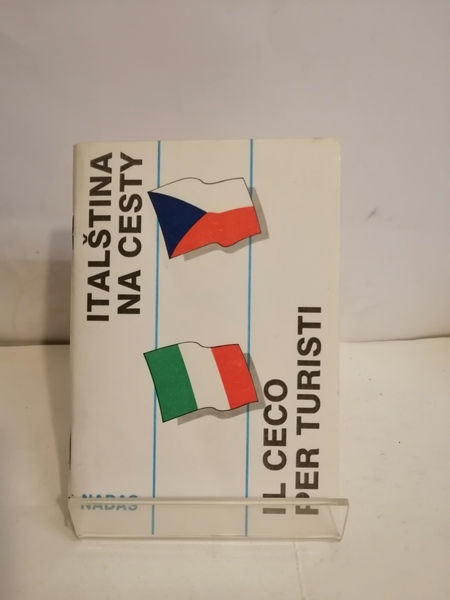 ITALŠTINA
NA CESTY
IL CECO
PER TURISTI
NADAS